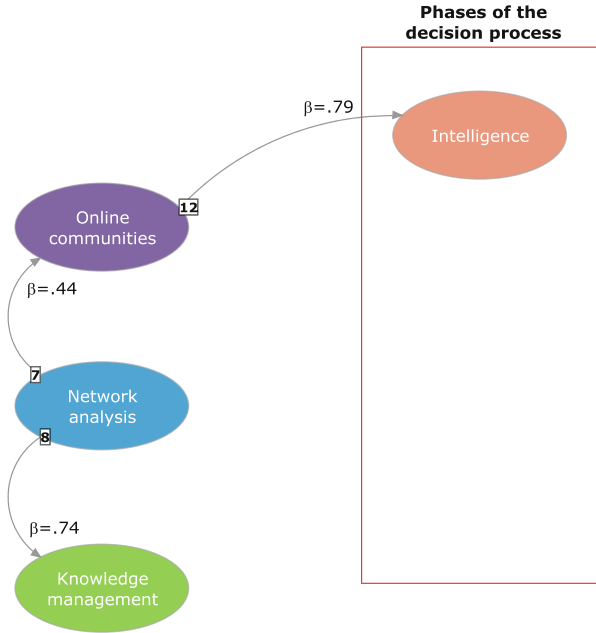 Phases of the
decision process
β=.79
Intelligence
12
Online
communities
β=.44
7
Network
analysis
8
β=.74
Knowledge
management